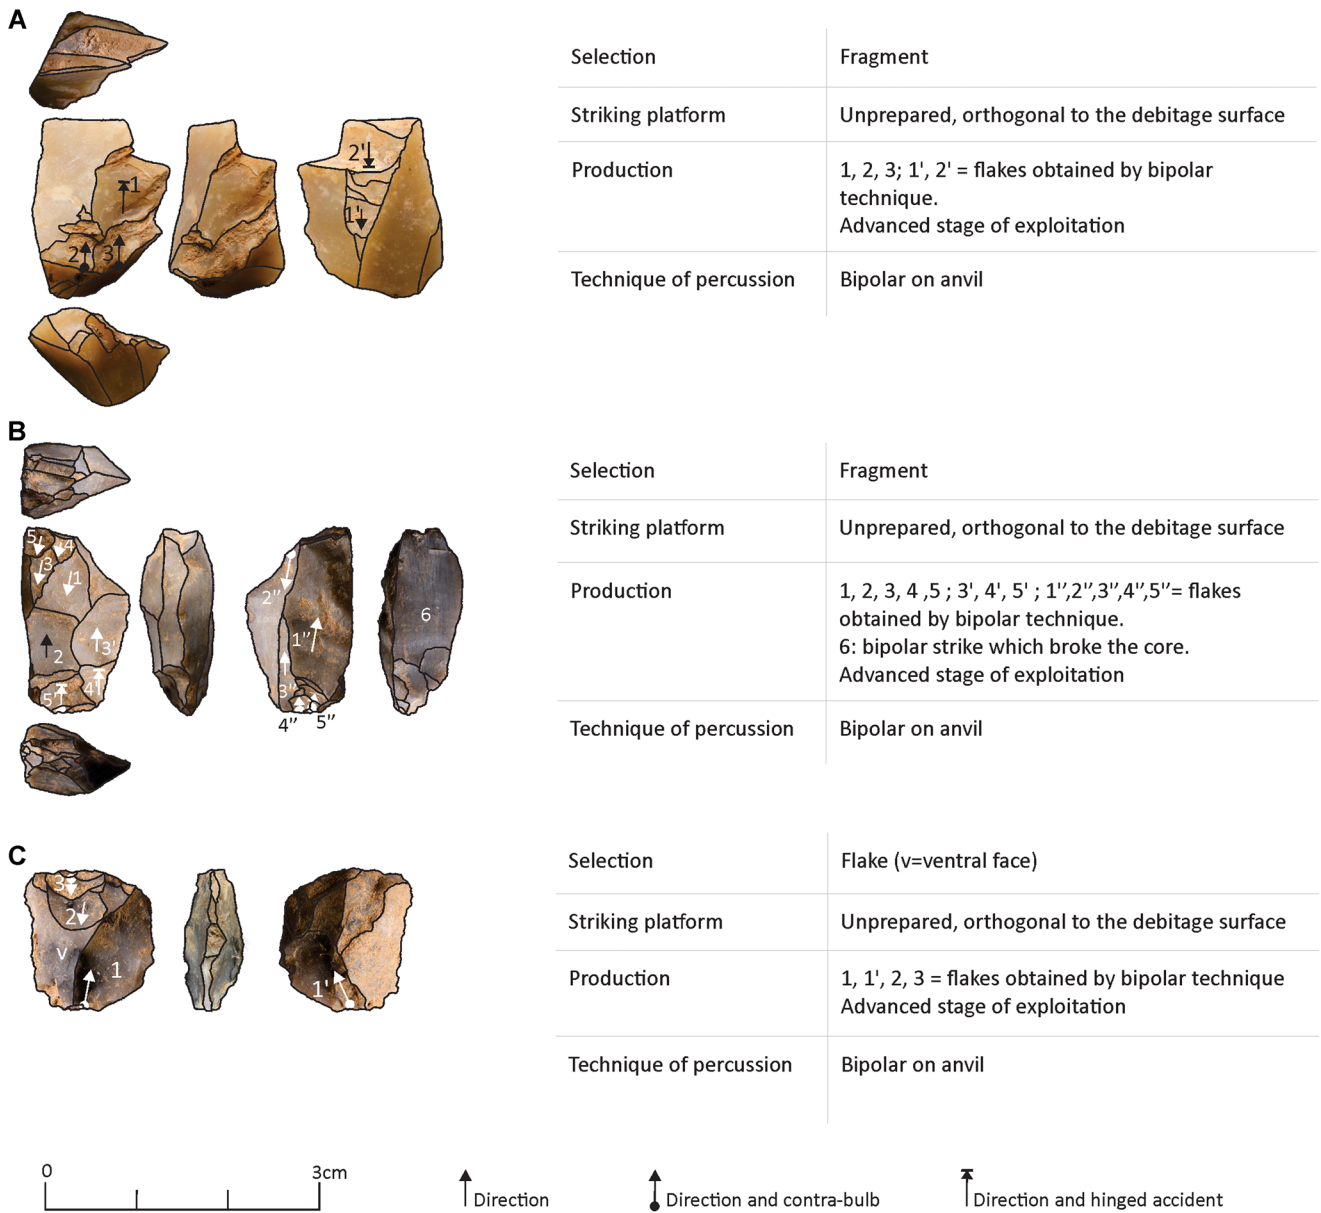 A
Selection Fragment
Striking platform Unprepared, orthogonal to the debitage surface
Production 1, 2, 3; 1', 2' = flakes obtained by bipolar
technique.
Advanced stage of exploitation
Technique of percussion Bipolar on anvil
1
2
3
2'
1'
B
Selection Fragment
Striking platform Unprepared, orthogonal to the debitage surface
Production 1, 2, 3, 4 ,5 ; 3', 4', 5' ; 1'',2'',3'',4'',5''= flakes
obtained by bipolar technique.
6: bipolar strike which broke the core.
Advanced stage of exploitation
Technique of percussion Bipolar on anvil
5
4
3
1
2
3'
5'
4'
2''
1''
3''
4''
5''
6
C
Selection Flake (v=ventral face)
Striking platform Unprepared, orthogonal to the debitage surface
Production 1, 1', 2, 3 = flakes obtained by bipolar technique
Advanced stage of exploitation
Technique of percussion Bipolar on anvil
3
2
v
1
1'
0 3cm
Direction
Direction and contra-bulb
Direction and hinged accident